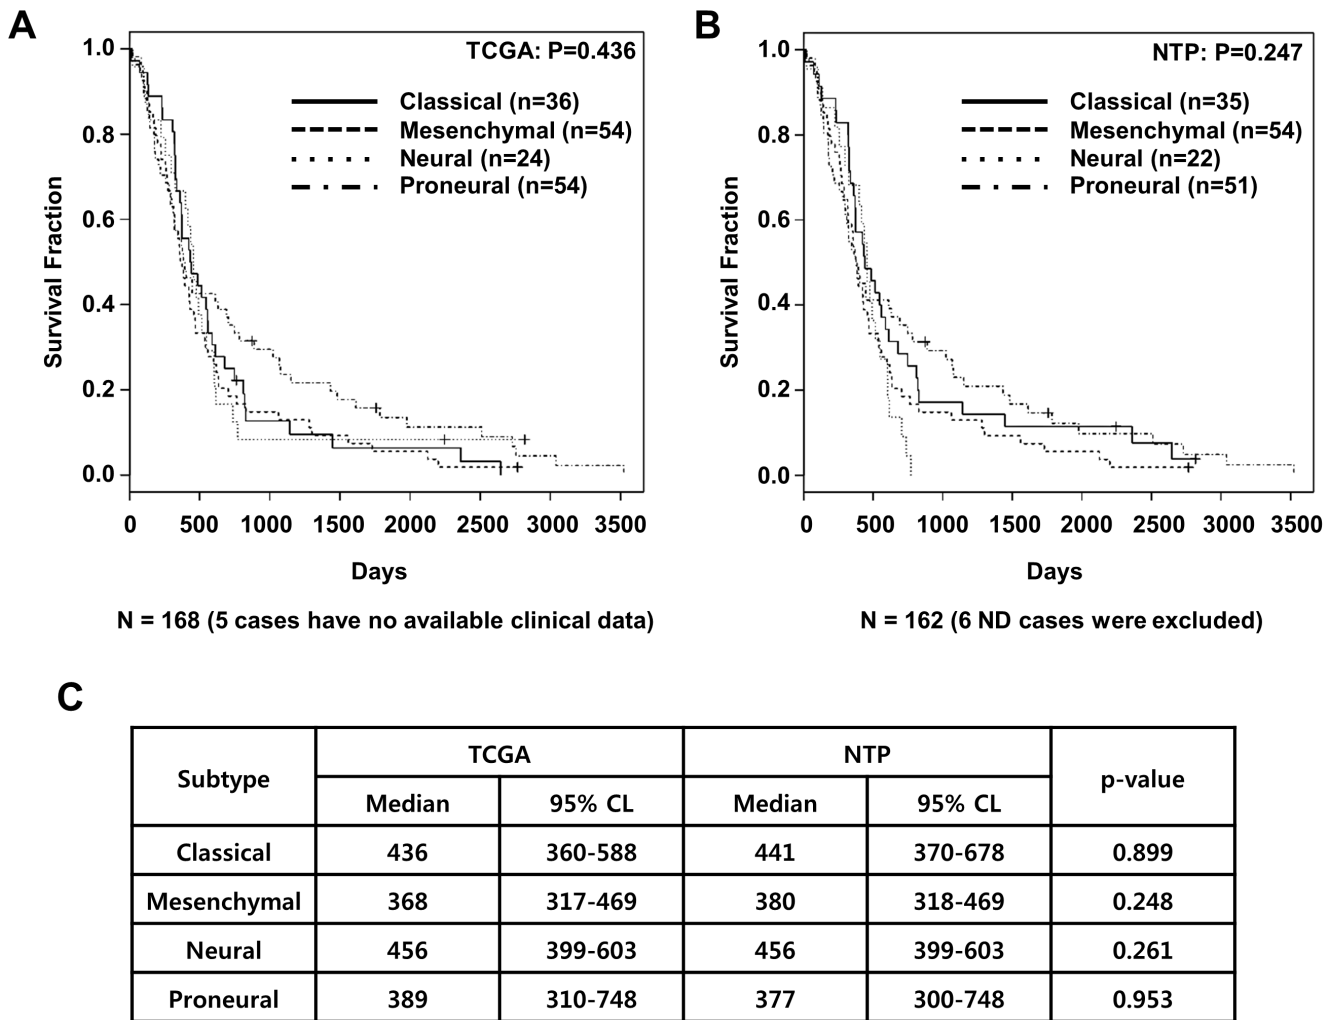 A
TCGA: P=0.436
Classical (n=36)
Mesenchymal (n=54)
Neural (n=24)
Proneural (n=54)
Survival Fraction
1.0
0.8
0.6
0.4
0.2
0.0
0 500 1000 1500 2000 2500 3000 3500
Days
N = 168 (5 cases have no available clinical data)
B
NTP: P=0.247
Classical (n=35)
Mesenchymal (n=54)
Neural (n=22)
Proneural (n=51)
Survival Fraction
1.0
0.8
0.6
0.4
0.2
0.0
0 500 1000 1500 2000 2500 3000 3500
Days
N = 162 (6 ND cases were excluded)
C
Subtype TCGA NTP p-value
Median 95% CL Median 95% CL
Classical 436 360-588 441 370-678 0.899
Mesenchymal 368 317-469 380 318-469 0.248
Neural 456 399-603 456 399-603 0.261
Proneural 389 310-748 377 300-748 0.953